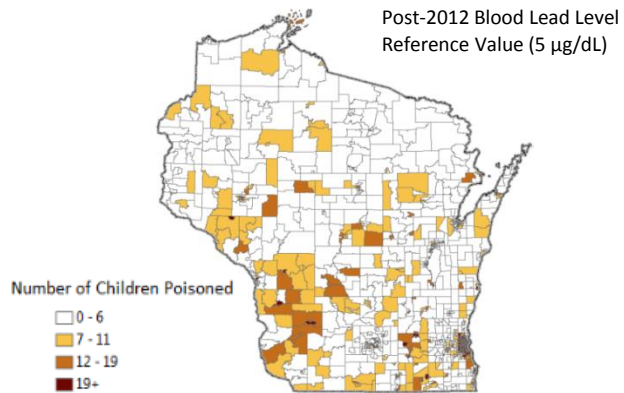 Post-2012 Blood Lead Level
Reference Value (5 µg/dL)
Number of Children Poisoned
0 - 6
7 - 11
12 - 19
19+